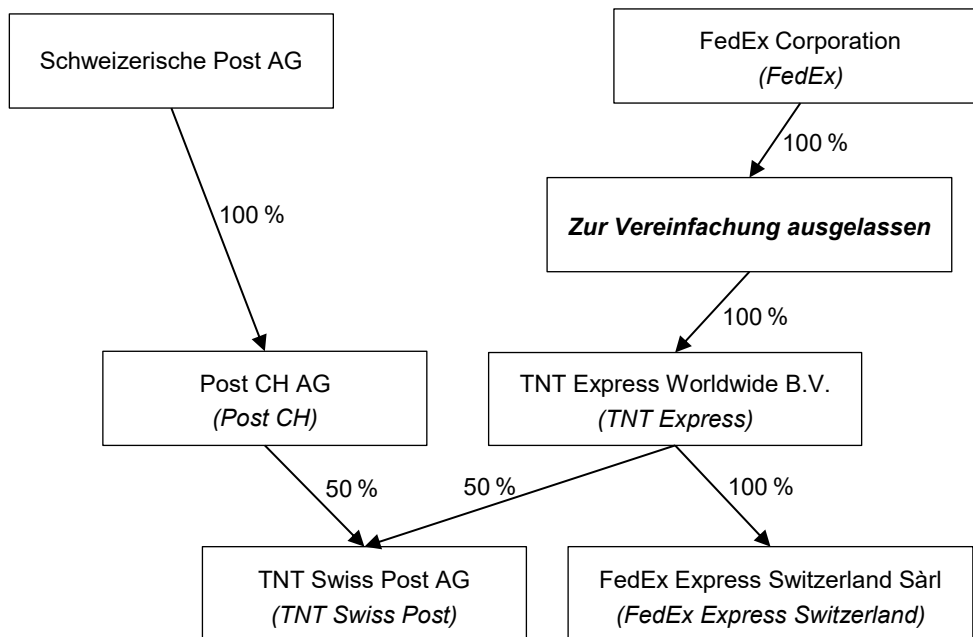 Schweizerische Post AG
FedEx Corporation
(FedEx)
100 %
Zur Vereinfachung ausgelassen
100 %
100 %
Post CH AG
(Post CH)
TNT Express Worldwide B.V.
(TNT Express)
50 %
50 %
100 %
TNT Swiss Post AG
(TNT Swiss Post)
FedEx Express Switzerland Sàrl
(FedEx Express Switzerland)